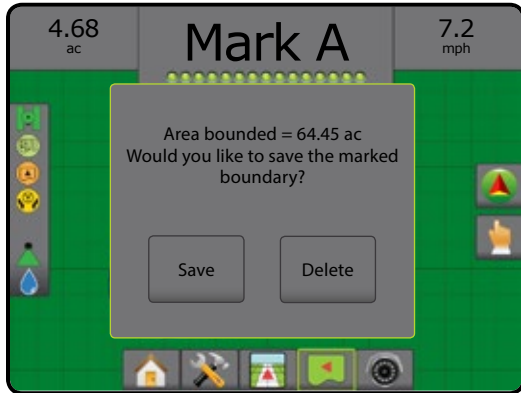 4.68
ac
Mark A
7.2
mph
Area bounded = 64.45 ac
Would you like to save the marked
boundary?
Save
Delete